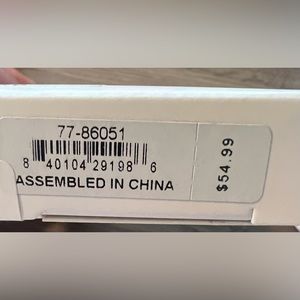 77-86051
8 40104 29198 6
ASSEMBLED IN CHINA
$54.99